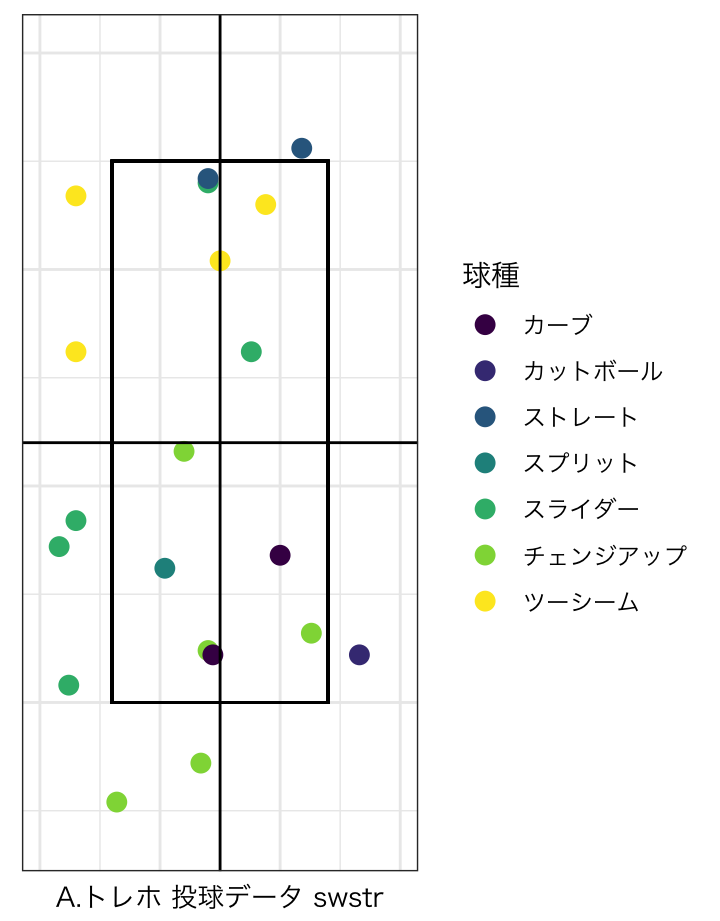 球種
カーブ
カットボール
ストレート
スプリット
スライダー
チェンジアップ
ツーシーム
A.トレホ 投球データ swstr